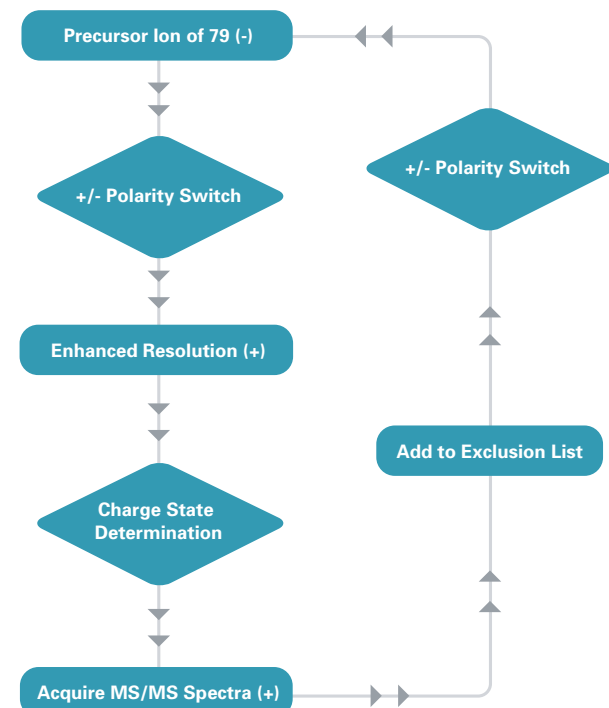 Precursor Ion of 79 (-)
+/- Polarity Switch
Enhanced Resolution (+)
Charge State
Determination
Acquire MS/MS Spectra (+)
Add to Exclusion List
+/- Polarity Switch